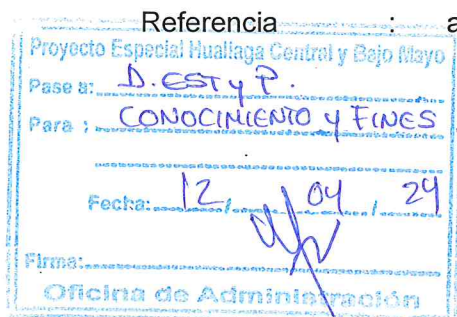 Referencia : a
Proyecto Especial Huallaga Central y Bajo Mayo
Pase a: D. EST y P.
Para : CONOCIMIENTO y FINES
Fecha: 12 / 04 / 24
Firma:
Oficina de Administración